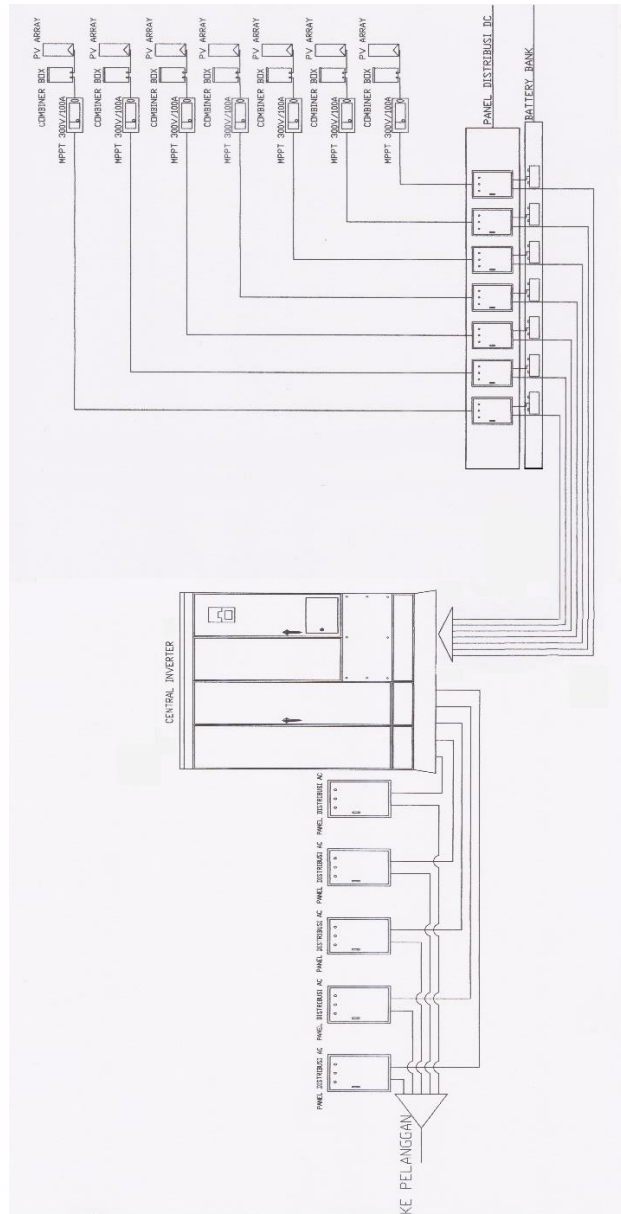 PV ARRAY
COMBINER BOX
MPPT 300V/100A
PV ARRAY
COMBINER BOX
MPPT 300V/100A
PV ARRAY
COMBINER BOX
MPPT 300V/100A
PV ARRAY
COMBINER BOX
MPPT 300V/100A
PV ARRAY
COMBINER BOX
MPPT 300V/100A
PV ARRAY
COMBINER BOX
MPPT 300V/100A
PV ARRAY
COMBINER BOX
MPPT 300V/100A
PANEL DISTRIBUSI DC
BATTERY BANK
CENTRAL INVERTER
PANEL DISTRIBUSI AC
PANEL DISTRIBUSI AC
PANEL DISTRIBUSI AC
PANEL DISTRIBUSI AC
PANEL DISTRIBUSI AC
KE PELANGGAN